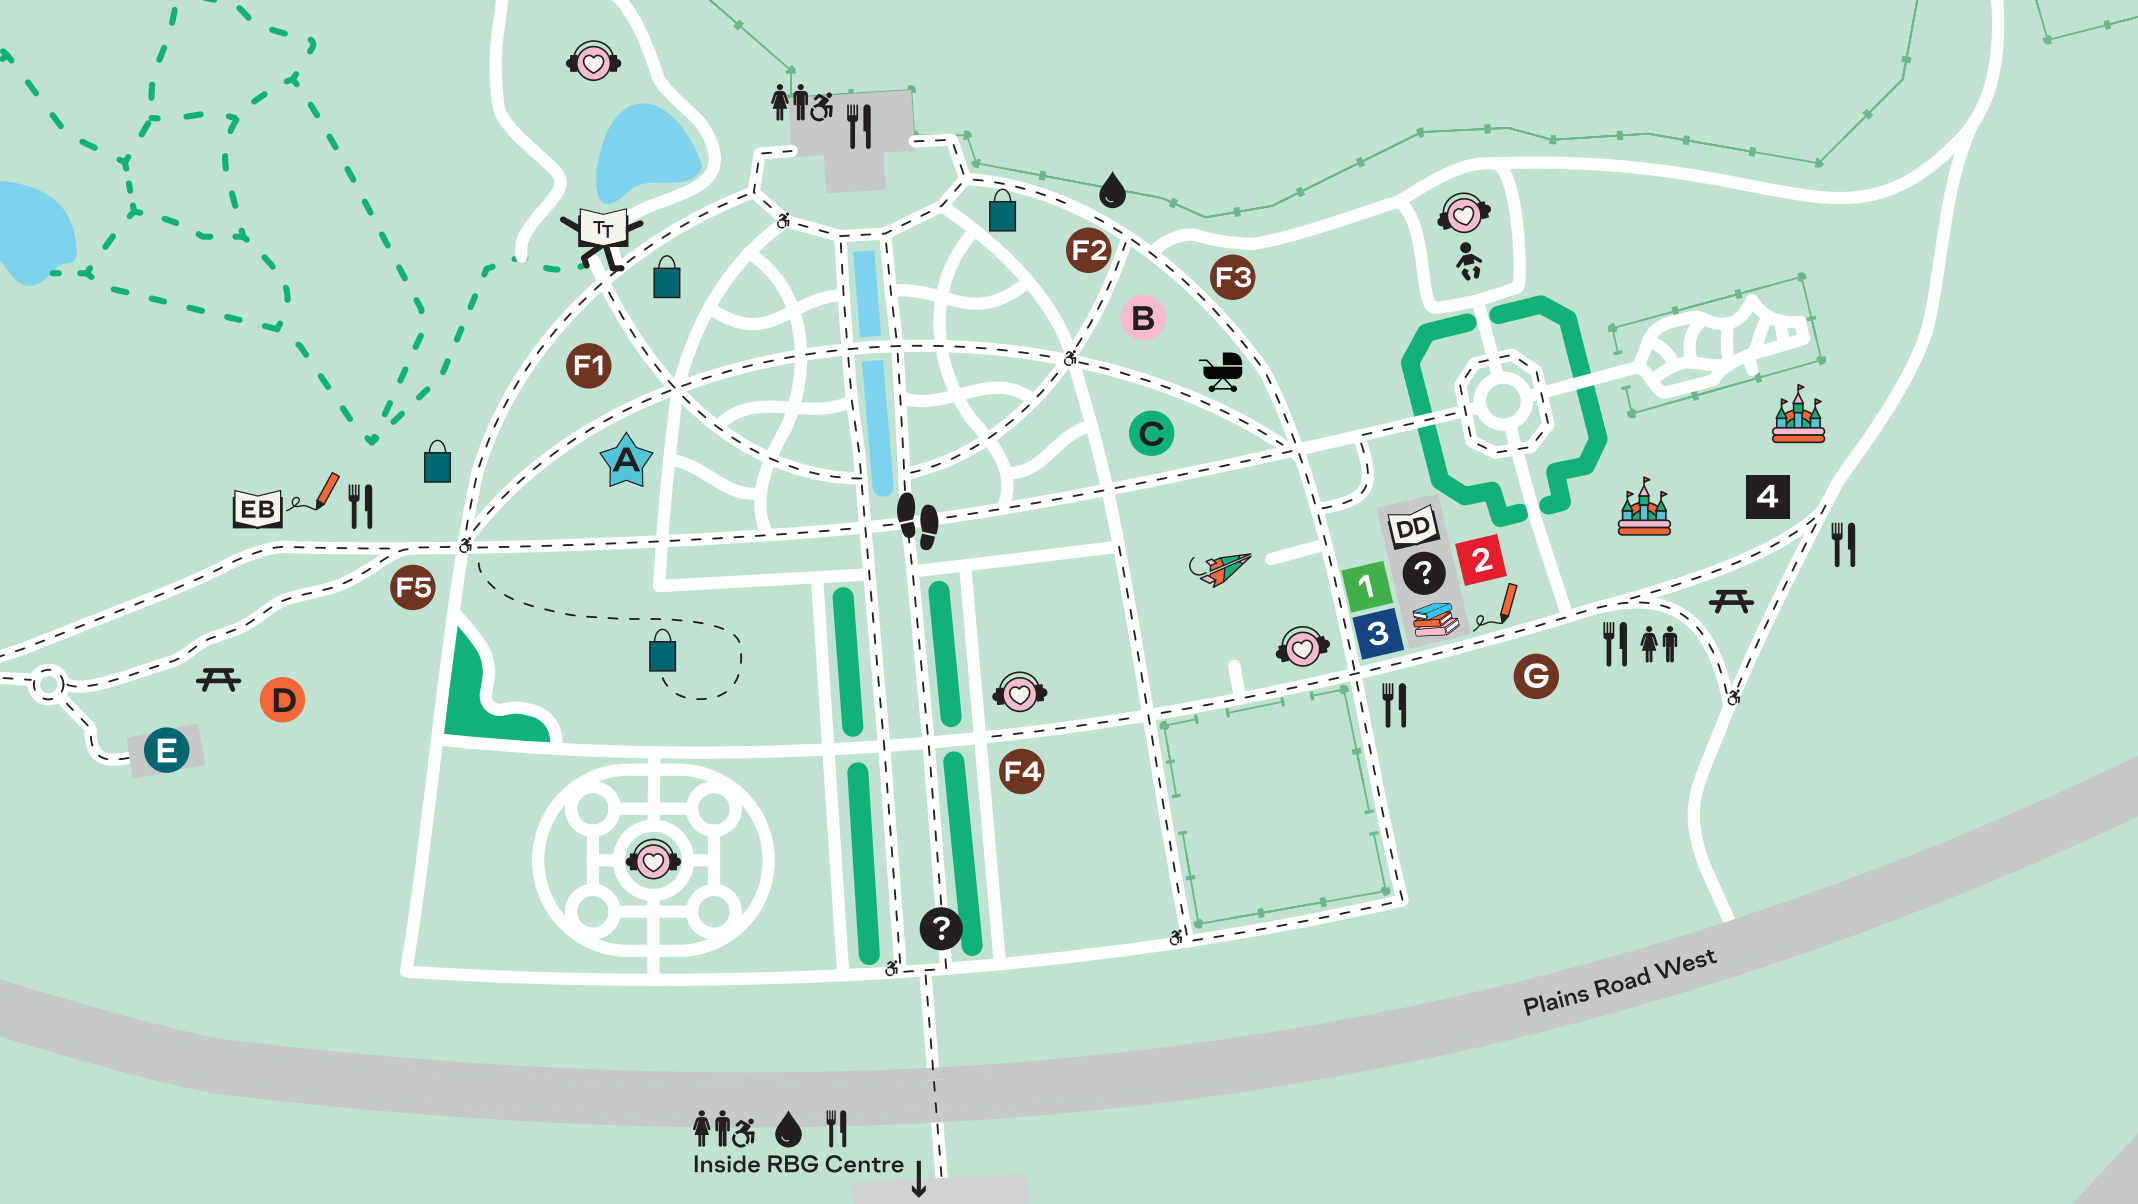 TT
F2
F3
B
F1
C
A
4
EB
DD
?
2
1
F5
3
G
D
E
F4
?
Plains Road West
Inside RBG Centre